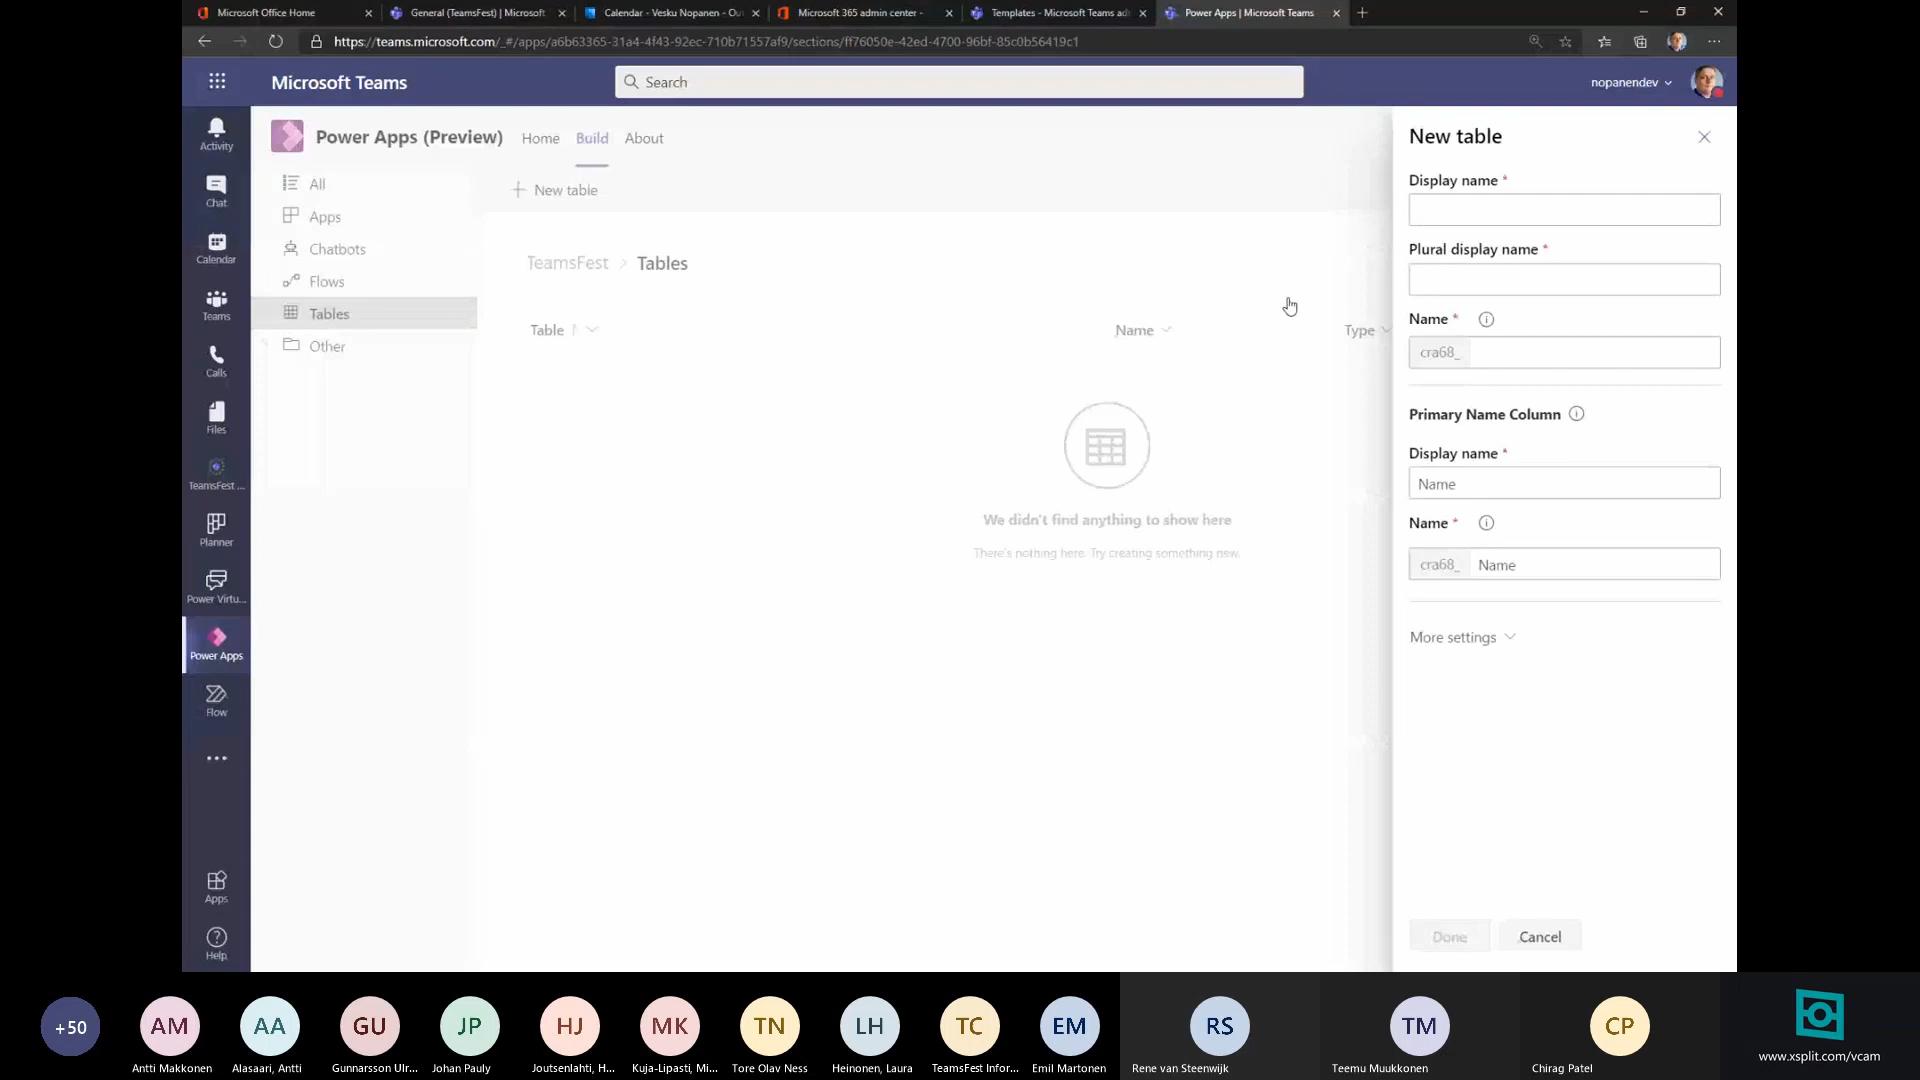 Microsoft Office Home
General (TeamsFest) | Microsoft
Calendar - Vesku Nopanen - Ou
Microsoft 365 admin center -
Templates - Microsoft Teams ad
Power Apps | Microsoft Teams
https://teams.microsoft.com/_#/apps/a6b63365-31a4-4f43-92ec-710b71557af9/sections/ff76050e-42ed-4700-96bf-85c0b56419c1
Microsoft Teams
Search
nopanendev
Activity
Chat
Calendar
Teams
Calls
Files
TeamsFest ...
Planner
Power Virtu...
Power Apps
Flow
Apps
Help
Power Apps (Preview)
Home
Build
About
All
Apps
Chatbots
Flows
Tables
Other
New table
TeamsFest > Tables
Table
Name
Type
We didn't find anything to show here
There's nothing here. Try creating something new.
New table
Display name *
Plural display name *
Name *
cra68_
Primary Name Column
Display name *
Name
Name *
cra68_ Name
More settings
Done
Cancel
+50
AM
AA
GU
JP
HJ
MK
TN
LH
TC
EM
RS
TM
CP
Antti Makkonen
Alasaari, Antti
Gunnarsson Ulr...
Johan Pauly
Joutsenlahti, H...
Kuja-Lipasti, Mi...
Tore Olav Ness
Heinonen, Laura
TeamsFest Infor...
Emil Martonen
Rene van Steenwijk
Teemu Muukkonen
Chirag Patel
www.xsplit.com/vcam